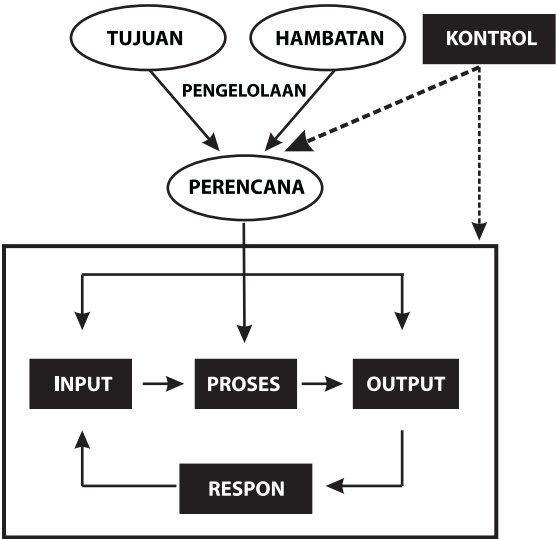 TUJUAN
HAMBATAN
KONTROL
PENGELOLAAN
PERENCANA
INPUT
PROSES
OUTPUT
RESPON